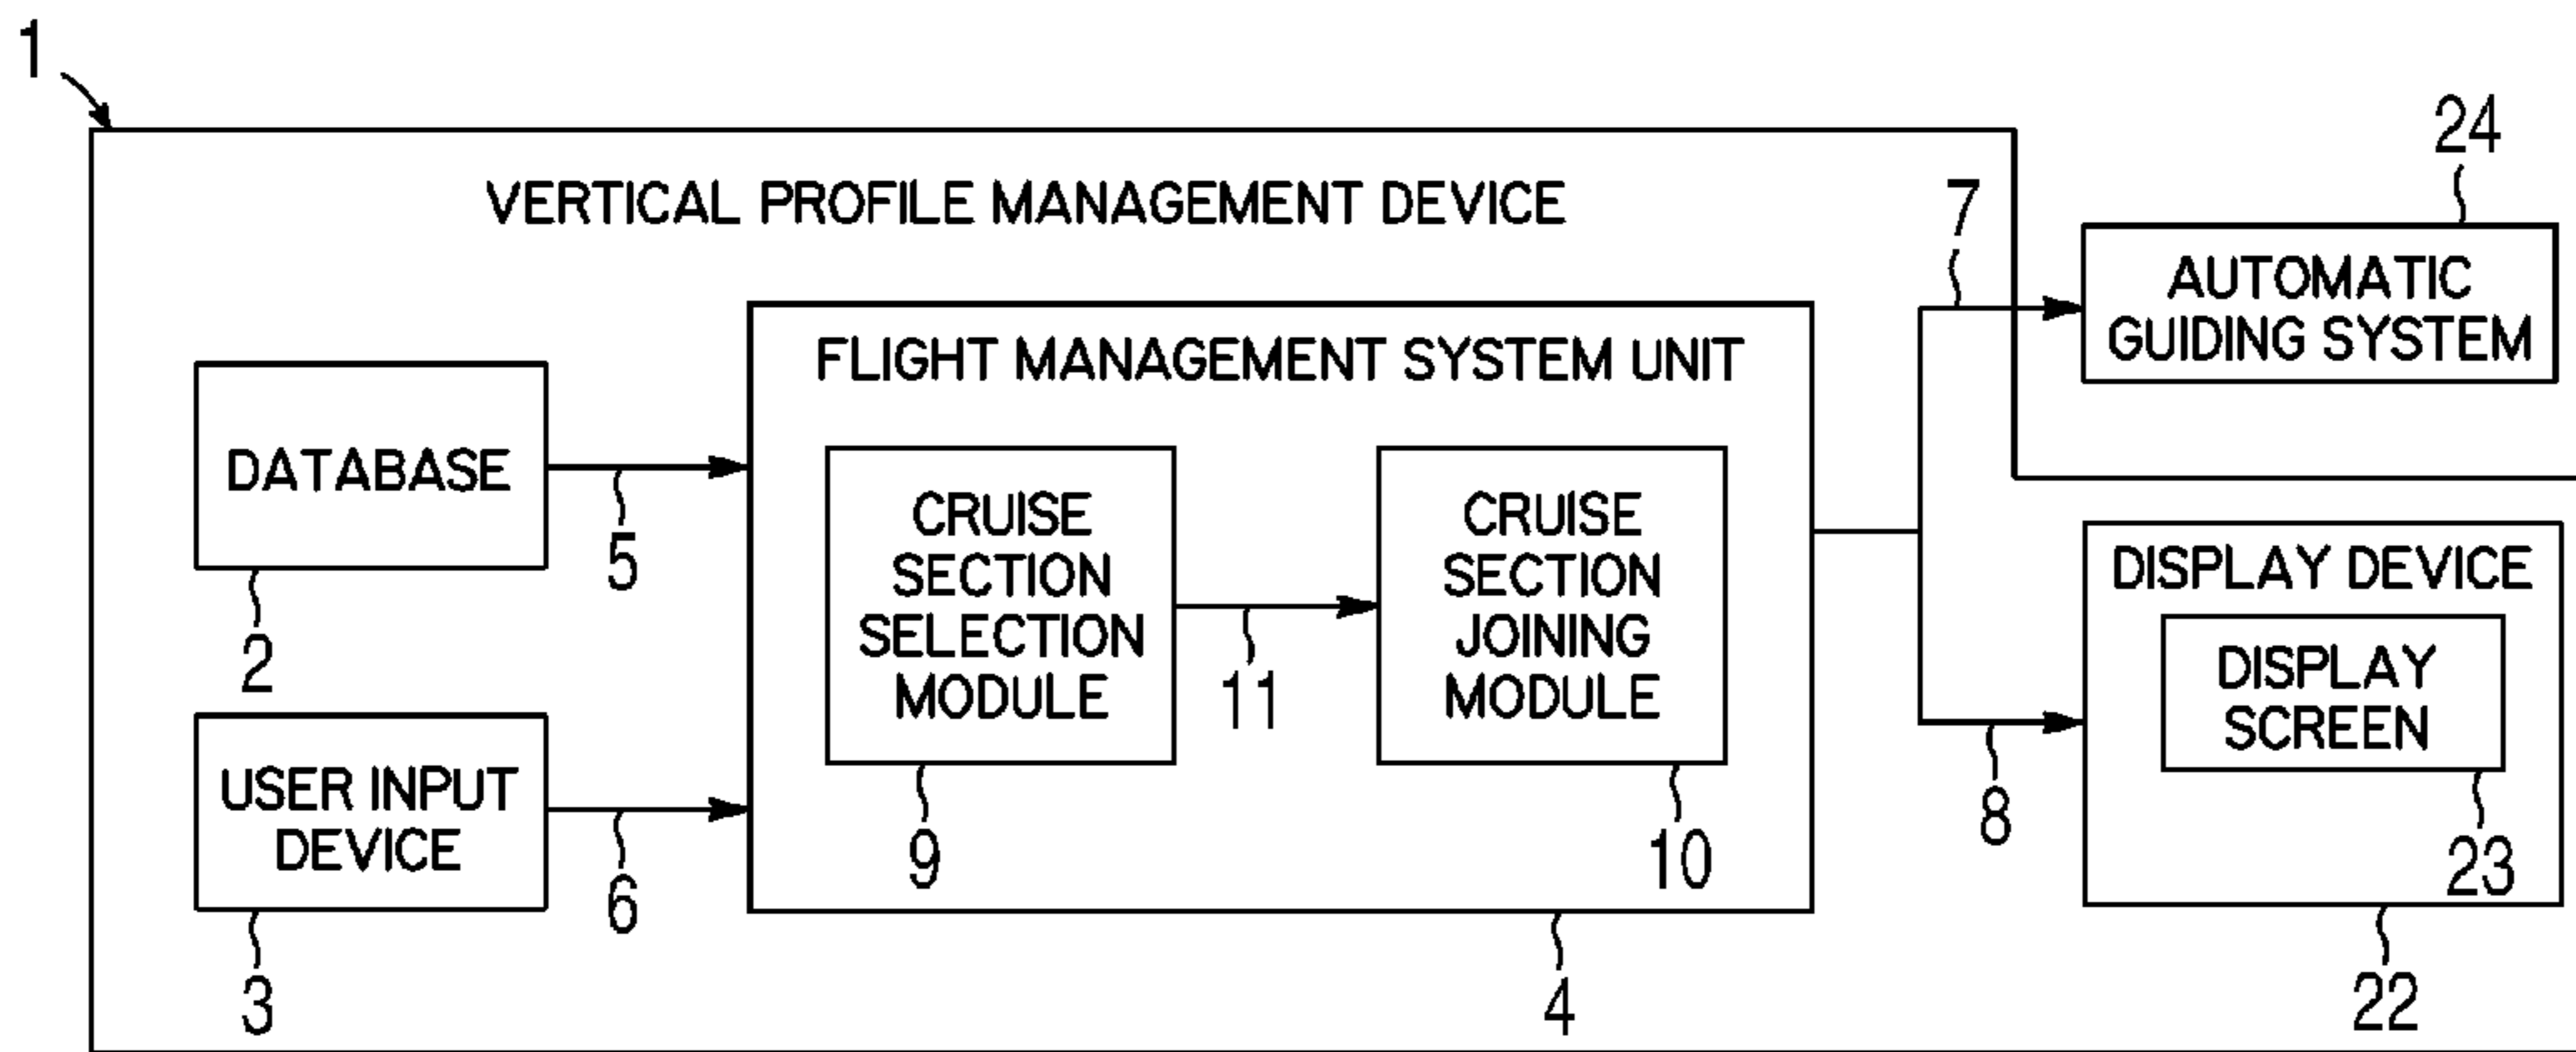 1
VERTICAL PROFILE MANAGEMENT DEVICE
24
7
AUTOMATIC
GUIDING SYSTEM
FLIGHT MANAGEMENT SYSTEM UNIT
DATABASE
5
2
CRUISE
SECTION
SELECTION
MODULE
11
CRUISE
SECTION
JOINING
MODULE
DISPLAY DEVICE
DISPLAY
SCREEN
USER INPUT
DEVICE
6
3
9
10
8
23
4
22